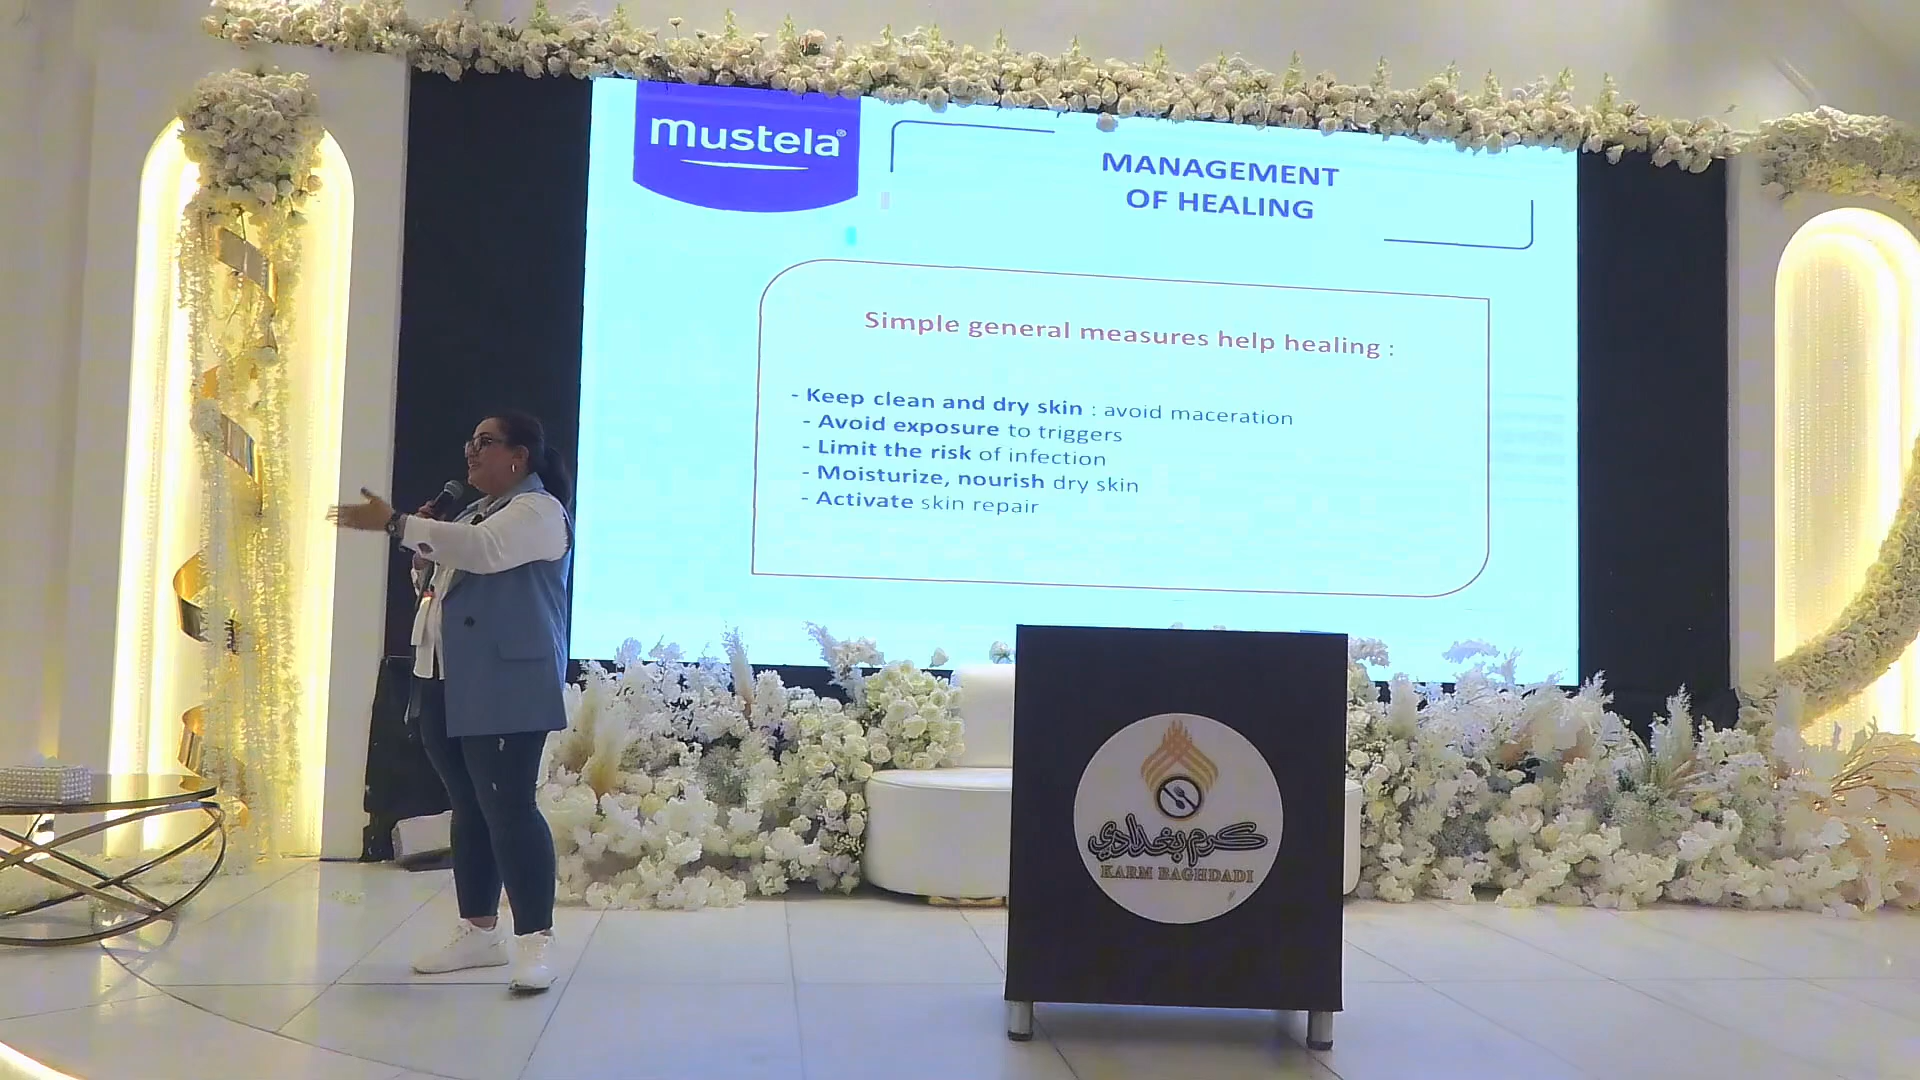 mustela®
MANAGEMENT
OF HEALING
Simple general measures help healing :
- Keep clean and dry skin : avoid maceration
- Avoid exposure to triggers
- Limit the risk of infection
- Moisturize, nourish dry skin
- Activate skin repair
كرم بغدادي
KARM BAGHDADI